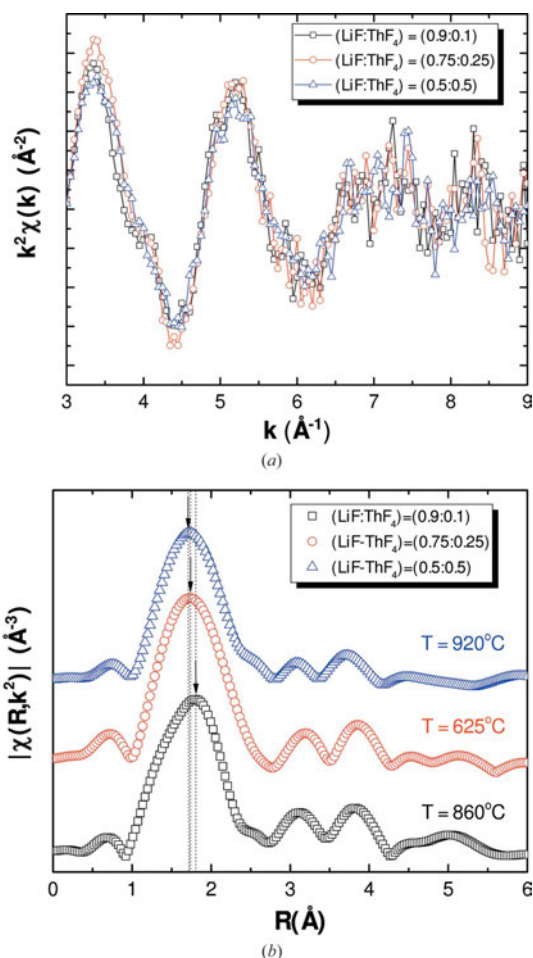 (LiF:ThF₄) = (0.9:0.1)
(LiF:ThF₄) = (0.75:0.25)
(LiF:ThF₄) = (0.5:0.5)
k²χ(k) (Å⁻²)
3 4 5 6 7 8 9
k (Å⁻¹)
(a)
(LiF:ThF₄)=(0.9:0.1)
(LiF-ThF₄)=(0.75:0.25)
(LiF-ThF₄)=(0.5:0.5)
|χ(R,k²)| (Å⁻³)
T = 920°C
T = 625°C
T = 860°C
0 1 2 3 4 5 6
R(Å)
(b)